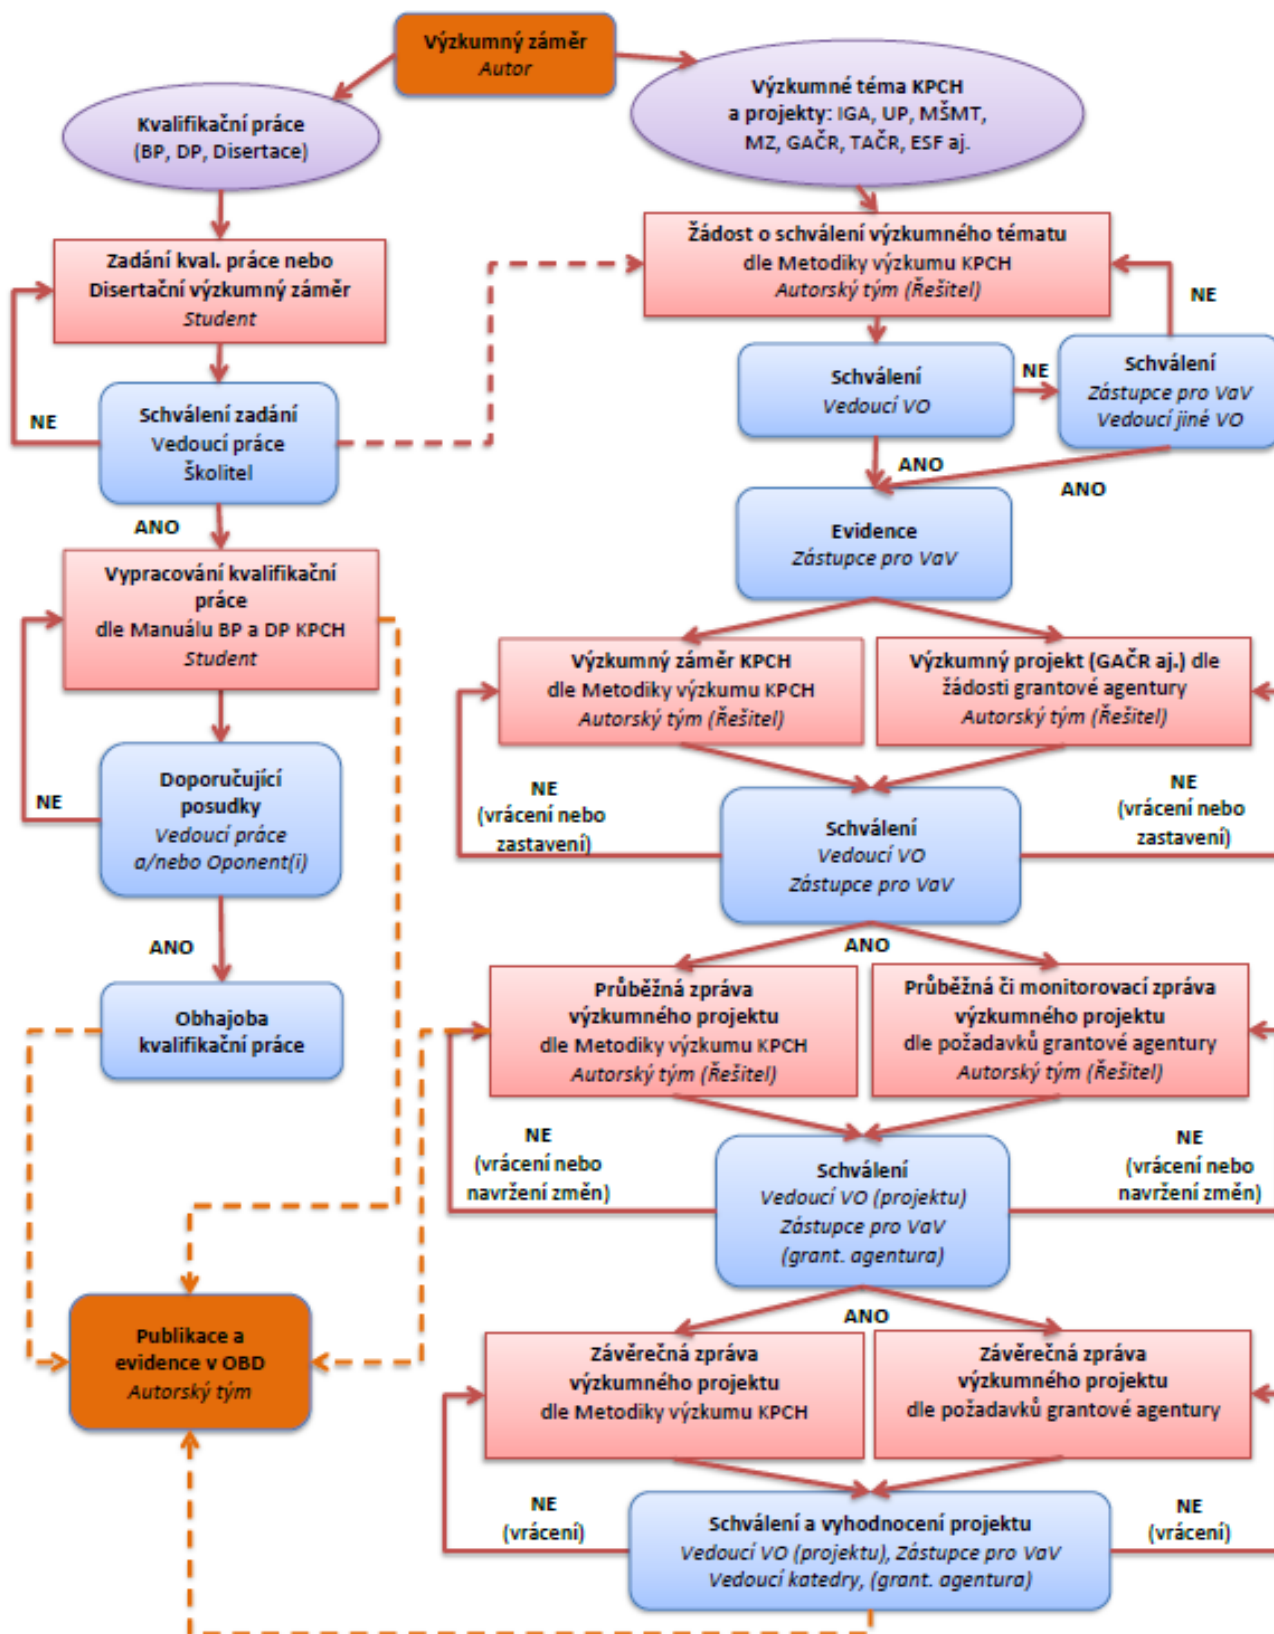 Výzkumný záměr
Autor
Kvalifikační práce
(BP, DP, Disertace)
Výzkumné téma KPCH
a projekty: IGA, UP, MŠMT,
MZ, GAČR, TAČR, ESF aj.
Zadání kval. práce nebo
Disertační výzkumný záměr
Student
NE
Schválení zadání
Vedoucí práce
Školitel
ANO
Vypracování kvalifikační
práce
dle Manuálu BP a DP KPCH
Student
NE
Doporučující
posudky
Vedoucí práce
a/nebo Oponent(i)
ANO
Obhajoba
kvalifikační práce
Publikace a
evidence v OBD
Autorský tým
Žádost o schválení výzkumného tématu
dle Metodiky výzkumu KPCH
Autorský tým (Řešitel)
NE
Schválení
Vedoucí VO
NE
Schválení
Zástupce pro VaV
Vedoucí jiné VO
ANO
ANO
Evidence
Zástupce pro VaV
Výzkumný záměr KPCH
dle Metodiky výzkumu KPCH
Autorský tým (Řešitel)
Výzkumný projekt (GAČR aj.) dle
žádosti grantové agentury
Autorský tým (Řešitel)
NE
(vrácení nebo
zastavení)
Schválení
Vedoucí VO
Zástupce pro VaV
NE
(vrácení nebo
zastavení)
ANO
Průběžná zpráva
výzkumného projektu
dle Metodiky výzkumu KPCH
Autorský tým (Řešitel)
Průběžná či monitorovací zpráva
výzkumného projektu
dle požadavků grantové agentury
Autorský tým (Řešitel)
NE
(vrácení nebo
navržení změn)
Schválení
Vedoucí VO (projektu)
Zástupce pro VaV
(grant. agentura)
NE
(vrácení nebo
navržení změn)
ANO
Závěrečná zpráva
výzkumného projektu
dle Metodiky výzkumu KPCH
Závěrečná zpráva
výzkumného projektu
dle požadavků grantové agentury
NE
(vrácení)
Schválení a vyhodnocení projektu
Vedoucí VO (projektu), Zástupce pro VaV
Vedoucí katedry, (grant. agentura)
NE
(vrácení)